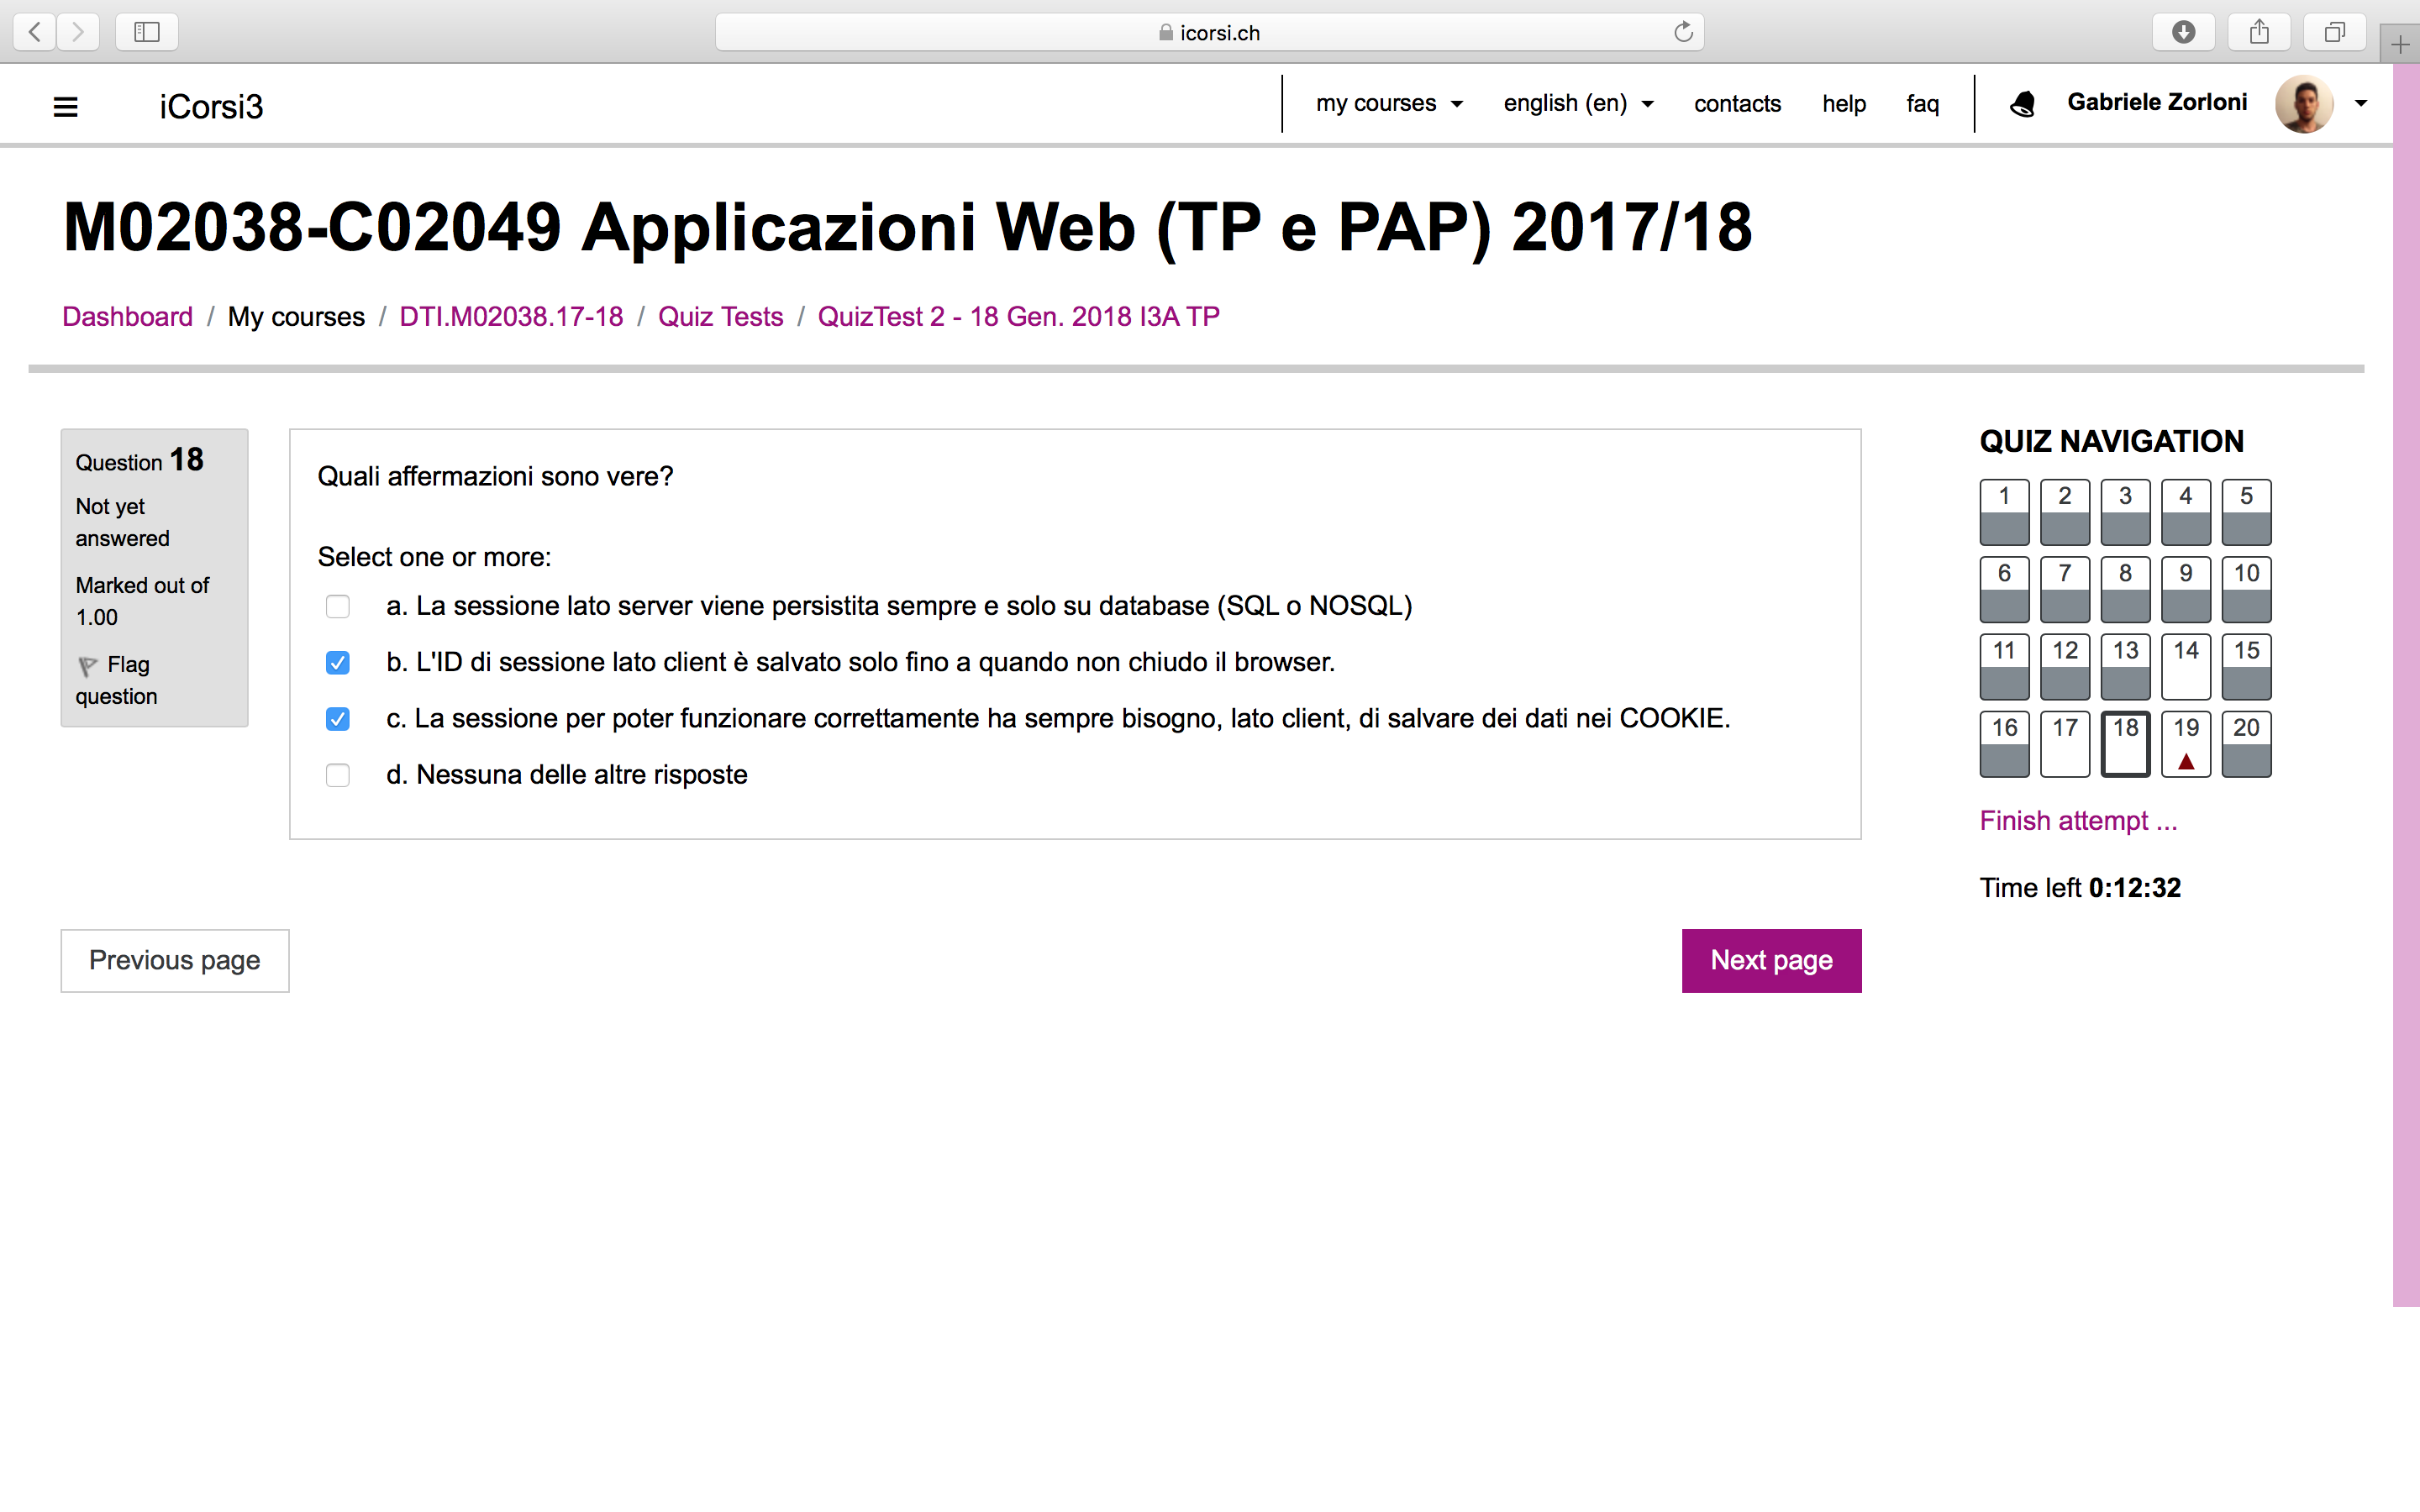 icorsi.ch
iCorsi3
my courses
english (en)
contacts
help
faq
Gabriele Zorloni
M02038-C02049 Applicazioni Web (TP e PAP) 2017/18
Dashboard / My courses / DTI.M02038.17-18 / Quiz Tests / QuizTest 2 - 18 Gen. 2018 I3A TP
Question 18
Not yet
answered
Marked out of
1.00
Flag
question
Quali affermazioni sono vere?
Select one or more:
a. La sessione lato server viene persistita sempre e solo su database (SQL o NOSQL)
b. L'ID di sessione lato client è salvato solo fino a quando non chiudo il browser.
c. La sessione per poter funzionare correttamente ha sempre bisogno, lato client, di salvare dei dati nei COOKIE.
d. Nessuna delle altre risposte
Previous page
Next page
QUIZ NAVIGATION
1 2 3 4 5
6 7 8 9 10
11 12 13 14 15
16 17 18 19 20
Finish attempt ...
Time left 0:12:32